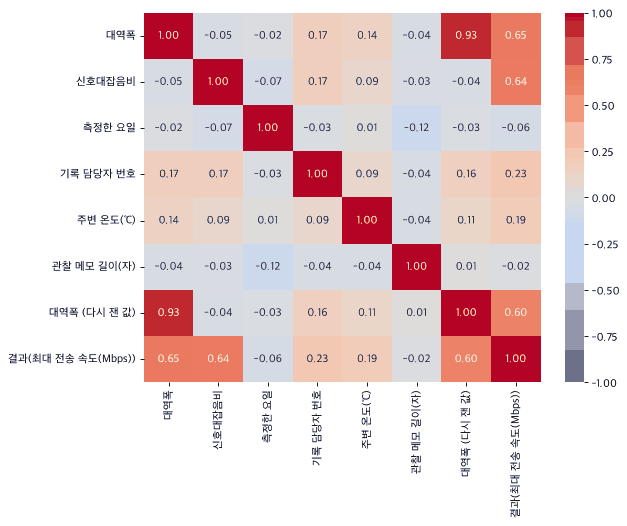 대역폭 1.00 -0.05 -0.02 0.17 0.14 -0.04 0.93 0.65
신호대잡음비 -0.05 1.00 -0.07 0.17 0.09 -0.03 -0.04 0.64
측정한 요일 -0.02 -0.07 1.00 -0.03 0.01 -0.12 -0.03 -0.06
기록 담당자 번호 0.17 0.17 -0.03 1.00 0.09 -0.04 0.16 0.23
주변 온도(℃) 0.14 0.09 0.01 0.09 1.00 -0.04 0.11 0.19
관찰 메모 길이(자) -0.04 -0.03 -0.12 -0.04 -0.04 1.00 0.01 -0.02
대역폭 (다시 잰 값) 0.93 -0.04 -0.03 0.16 0.11 0.01 1.00 0.60
결과(최대 전송 속도(Mbps)) 0.65 0.64 -0.06 0.23 0.19 -0.02 0.60 1.00
대역폭
신호대잡음비
측정한 요일
기록 담당자 번호
주변 온도(℃)
관찰 메모 길이(자)
대역폭 (다시 잰 값)
결과(최대 전송 속도(Mbps))
1.00
0.75
0.50
0.25
0.00
-0.25
-0.50
-0.75
-1.00